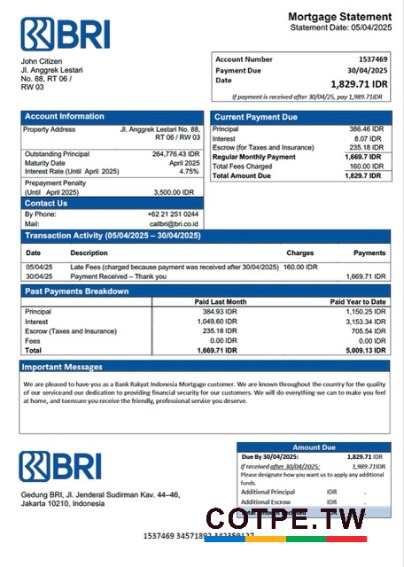 BRI
Mortgage Statement
Statement Date: 05/04/2025
John Citizen
Jl. Anggrek Lestari
No. 88, RT 06 /
RW 03
Account Number 1537469
Payment Due 30/04/2025
Date 1,829.71 IDR
If payment is received after 30/04/25, pay 1,989.71IDR
Account Information
Property Address Jl. Anggrek Lestari No. 88,
RT 06 / RW 03
Outstanding Principal 264,776.43 IDR
Maturity Date April 2025
Interest Rate (Until April 2025) 4.75%
Prepayment Penalty
(Until April 2025) 3,500.00 IDR
Contact Us
By Phone: +62 21 251 0244
Mail: callbri@bri.co.id
Current Payment Due
Principal 386.46 IDR
Interest 8.07 IDR
Escrow (for Taxes and Insurance) 235.18 IDR
Regular Monthly Payment 1,669.7 IDR
Total Fees Charged 160.00 IDR
Total Amount Due 1,829.7 IDR
Transaction Activity (05/04/2025 – 30/04/2025)
Date Description Charges Payments
05/04/25 Late Fees (charged because payment was received after 30/04/2025) 160.00 IDR
30/04/25 Payment Received – Thank you 1,669.71 IDR
Past Payments Breakdown
Paid Last Month Paid Year to Date
Principal 384.93 IDR 1,150.25 IDR
Interest 1,049.60 IDR 3,153.34 IDR
Escrow (Taxes and Insurance) 235.18 IDR 705.54 IDR
Fees 0.00 IDR 0.00 IDR
Total 1,669.71 IDR 5,009.13 IDR
Important Messages
We are pleased to have you as a Bank Rakyat Indonesia Mortgage customer. We are known throughout the country for the quality
of our serviceand our dedication to providing financial security for our customers. We will do everything we can to make you feel
at home, and toensure you receive the friendly, professional service you deserve.
BRI
Gedung BRI, Jl. Jenderal Sudirman Kav. 44–46,
Jakarta 10210, Indonesia
Amount Due
Due By 30/04/2025: 1,829.71 IDR
If received after 30/04/2025: 1,989.71IDR
Please designate how you want us to apply any additional
funds.
Additional Principal IDR .
Additional Escrow IDR .
COTPE.TW
1537469 34571892 342359127